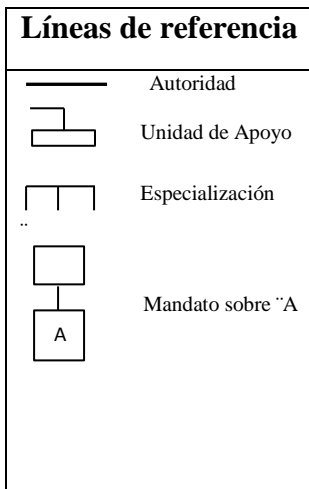 Líneas de referencia
Autoridad
Unidad de Apoyo
Especialización
¨
A
Mandato sobre ¨A